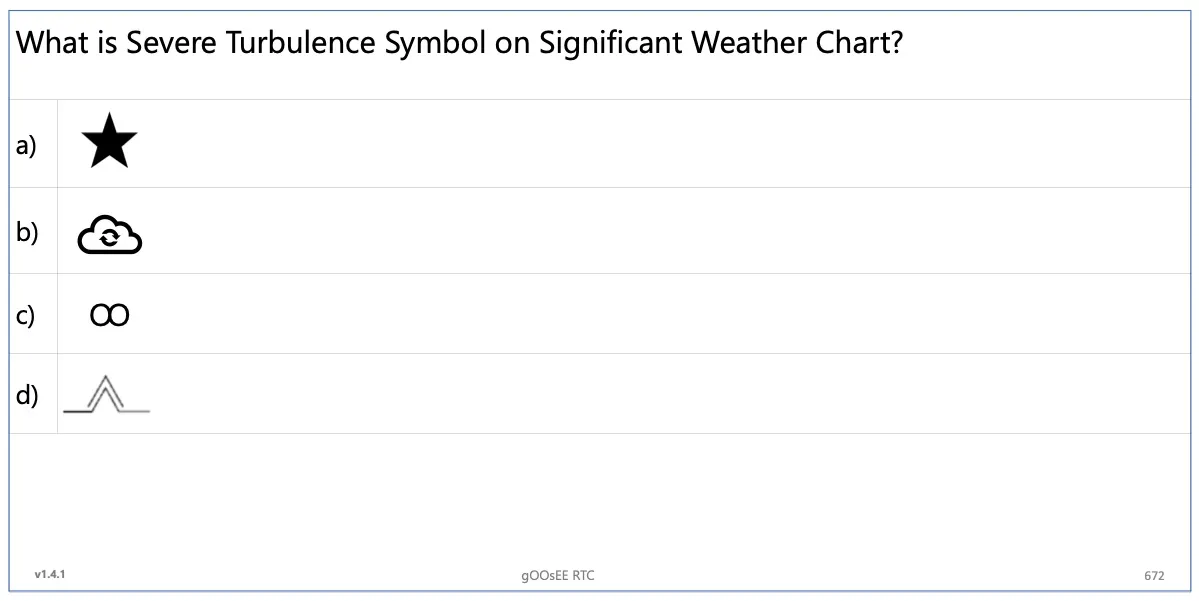 What is Severe Turbulence Symbol on Significant Weather Chart?
a)
b)
c) ꝏ
d)
v1.4.1 gOOsEE RTC 672